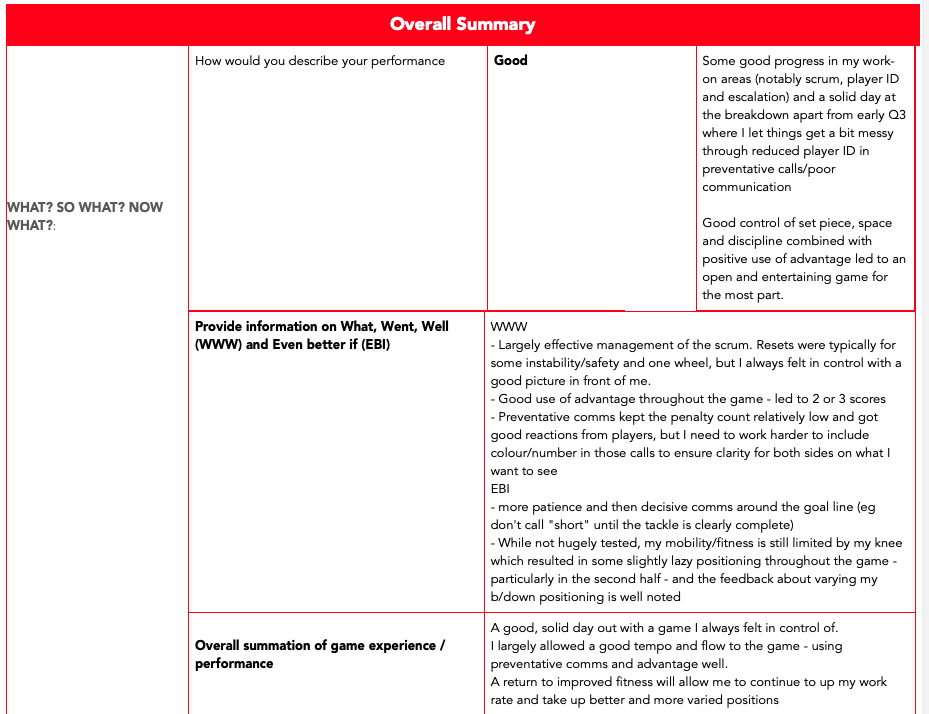 Overall Summary
WHAT? SO WHAT? NOW
WHAT?:
How would you describe your performance
Good
Some good progress in my work-
on areas (notably scrum, player ID
and escalation) and a solid day at
the breakdown apart from early Q3
where I let things get a bit messy
through reduced player ID in
preventative calls/poor
communication
Good control of set piece, space
and discipline combined with
positive use of advantage led to an
open and entertaining game for
the most part.
Provide information on What, Went, Well
(WWW) and Even better if (EBI)
WWW
- Largely effective management of the scrum. Resets were typically for
some instability/safety and one wheel, but I always felt in control with a
good picture in front of me.
- Good use of advantage throughout the game - led to 2 or 3 scores
- Preventative comms kept the penalty count relatively low and got
good reactions from players, but I need to work harder to include
colour/number in those calls to ensure clarity for both sides on what I
want to see
EBI
- more patience and then decisive comms around the goal line (eg
don't call "short" until the tackle is clearly complete)
- While not hugely tested, my mobility/fitness is still limited by my knee
which resulted in some slightly lazy positioning throughout the game -
particularly in the second half - and the feedback about varying my
b/down positioning is well noted
Overall summation of game experience /
performance
A good, solid day out with a game I always felt in control of.
I largely allowed a good tempo and flow to the game - using
preventative comms and advantage well.
A return to improved fitness will allow me to continue to up my work
rate and take up better and more varied positions